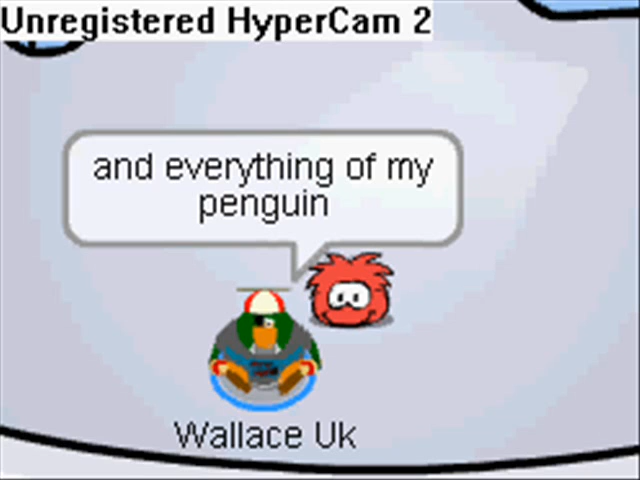 Unregistered HyperCam 2
and everything of my
penguin
Wallace Uk